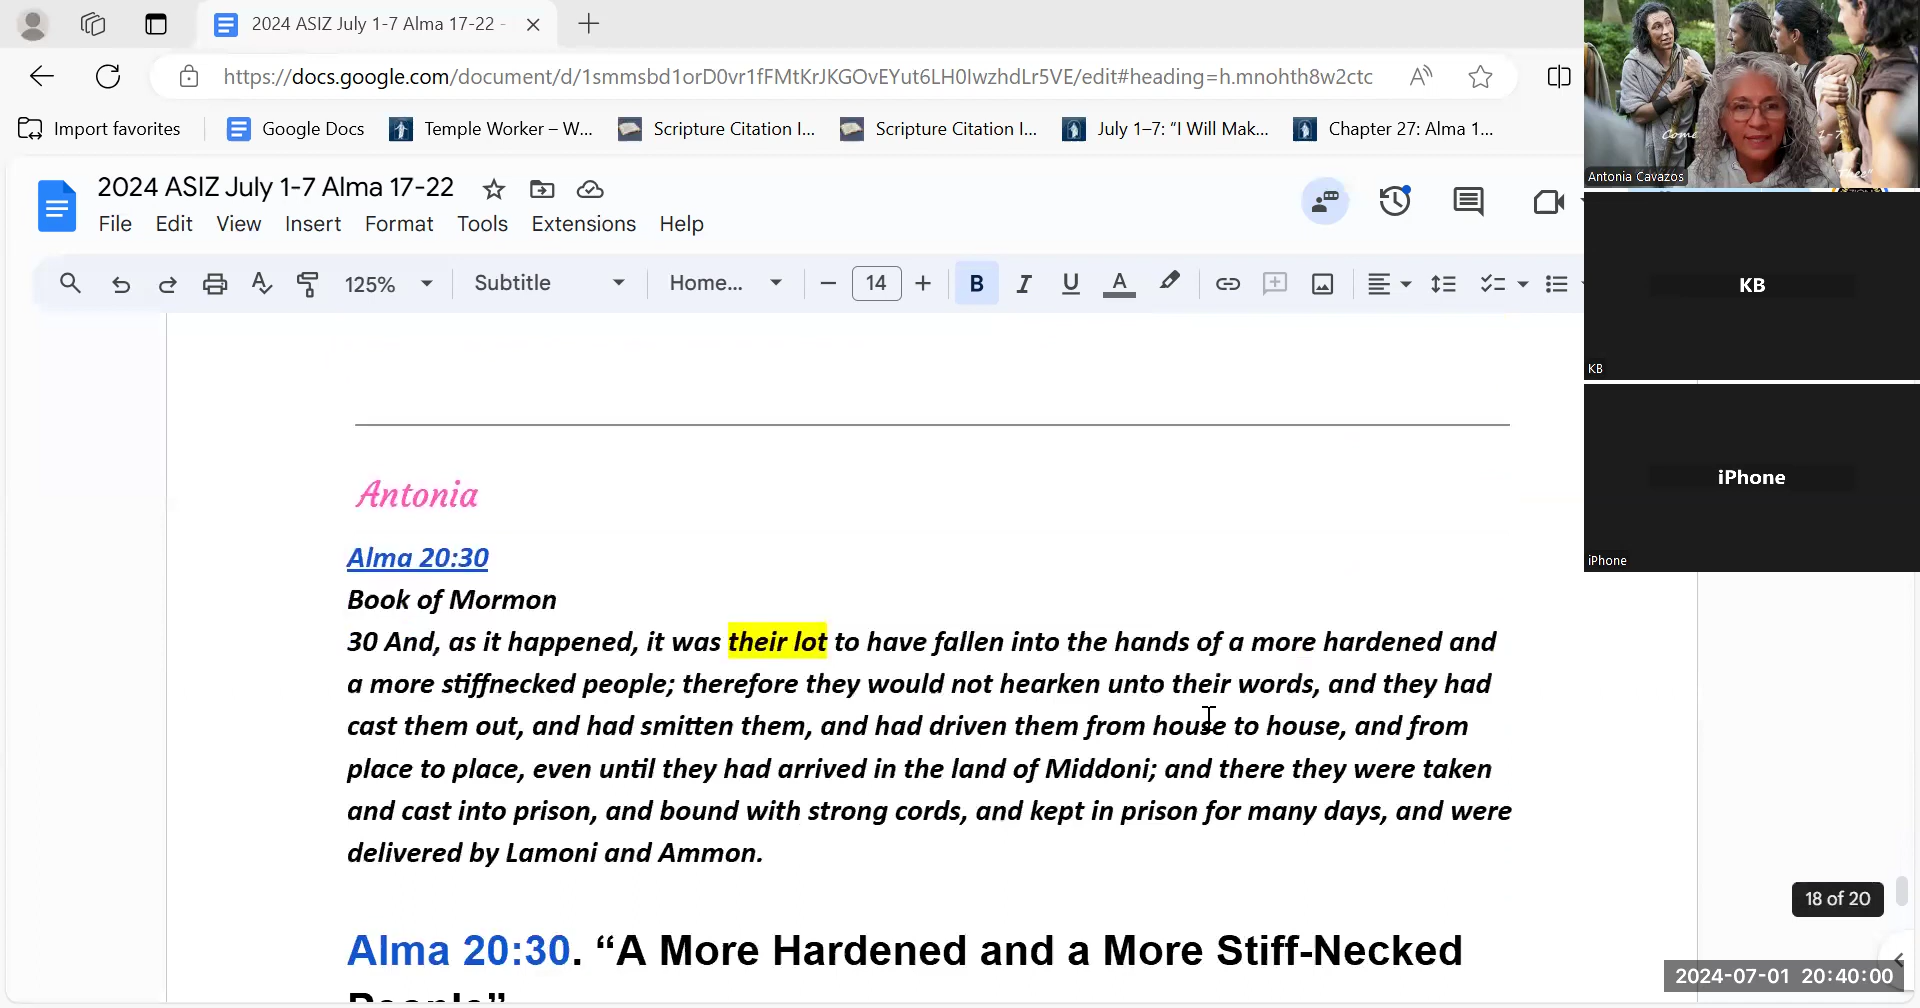 2024 ASIZ July 1-7 Alma 17-22 -
https://docs.google.com/document/d/1smmsbd1orD0vr1fFMtKrJKGOvEYut6LH0IwzhdLr5VE/edit#heading=h.mnohth8w2ctc
Import favorites
Google Docs
Temple Worker – W...
Scripture Citation I...
Scripture Citation I...
July 1–7: “I Will Mak...
Chapter 27: Alma 1...
Come
1-7
Thee"
Antonia Cavazos
2024 ASIZ July 1-7 Alma 17-22
File Edit View Insert Format Tools Extensions Help
125% Subtitle Home... 14 B I U A
KB
KB
iPhone
iPhone
Antonia
Alma 20:30
Book of Mormon
30 And, as it happened, it was their lot to have fallen into the hands of a more hardened and
a more stiffnecked people; therefore they would not hearken unto their words, and they had
cast them out, and had smitten them, and had driven them from house to house, and from
place to place, even until they had arrived in the land of Middoni; and there they were taken
and cast into prison, and bound with strong cords, and kept in prison for many days, and were
delivered by Lamoni and Ammon.
18 of 20
Alma 20:30. “A More Hardened and a More Stiff-Necked
People”
2024-07-01 20:40:00